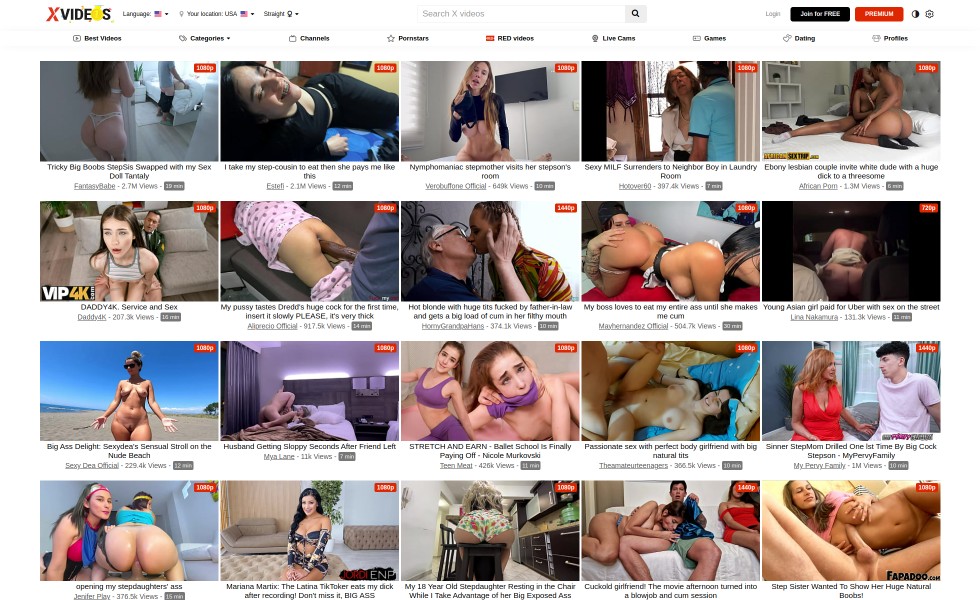 XVIDEOS
Language:
Your location: USA
Straight
Search X videos
Login
Join for FREE
PREMIUM
Best Videos
Categories
Channels
Pornstars
RED videos
Live Cams
Games
Dating
Profiles
1080p
1080p
1080p
1080p
1080p
Tricky Big Boobs StepSis Swapped with my Sex
Doll Tantaly
FantasyBabe - 2.7M Views - 19 min
I take my step-cousin to eat then she pays me like
this
Estefi - 2.1M Views - 12 min
Nymphomaniac stepmother visits her stepson's
room
Verobuffone Official - 649k Views - 10 min
Sexy MILF Surrenders to Neighbor Boy in Laundry
Room
Hotover60 - 397.4k Views - 7 min
Ebony lesbian couple invite white dude with a huge
dick to a threesome
African Porn - 1.3M Views - 6 min
1080p
1080p
1440p
1080p
720p
VIP4K
DADDY4K. Service and Sex
Daddy4K - 207.3k Views - 16 min
My pussy tastes Dredd's huge cock for the first time,
insert it slowly PLEASE, it's very thick
Aliprecio Official - 917.5k Views - 14 min
Hot blonde with huge tits fucked by father-in-law
and gets a big load of cum in her filthy mouth
HornyGrandpaHans - 374.1k Views - 10 min
My boss loves to eat my entire ass until she makes
me cum
Mayhernandez Official - 504.7k Views - 30 min
Young Asian girl paid for Uber with sex on the street
Lina Nakamura - 131.3k Views - 11 min
1080p
1080p
1080p
1080p
1440p
Big Ass Delight: Sexydea's Sensual Stroll on the
Nude Beach
Sexy Dea Official - 229.4k Views - 12 min
Husband Getting Sloppy Seconds After Friend Left
Mya Lane - 11k Views - 7 min
STRETCH AND EARN - Ballet School Is Finally
Paying Off - Nicole Murkovski
Teen Meat - 426k Views - 11 min
Passionate sex with perfect body girlfriend with big
natural tits
Theamateurteenagers - 366.5k Views - 10 min
Sinner StepMom Drilled One Ist Time By Big Cock
Stepson - MyPervyFamily
My Pervy Family - 1M Views - 10 min
1080p
1080p
1080p
1440p
1080p
FAPADOO.COM
opening my stepdaughters' ass
Jenifer Play - 376.5k Views - 15 min
Mariana Martix: The Latina TikToker eats my dick
after recording! Don't miss it, BIG ASS
My 18 Year Old Stepdaughter Resting in the Chair
While I Take Advantage of her Big Exposed Ass
Cuckold girlfriend! The movie afternoon turned into
a blowjob and cum session
Step Sister Wanted To Show Her Huge Natural
Boobs!